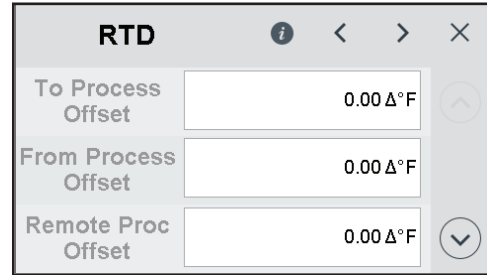 RTD
To Process
Offset
0.00 Δ°F
From Process
Offset
0.00 Δ°F
Remote Proc
Offset
0.00 Δ°F